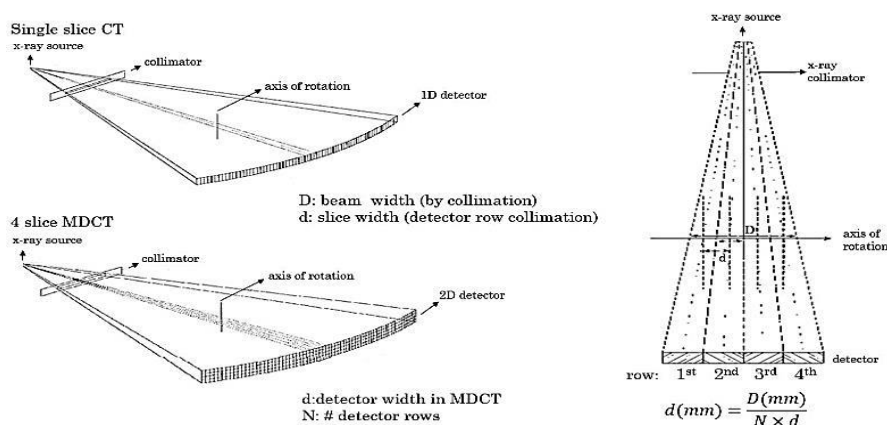 Single slice CT
x-ray source
collimator
axis of rotation
1D detector
D: beam width (by collimation)
d: slice width (detector row collimation)
4 slice MDCT
x-ray source
collimator
axis of rotation
2D detector
d:detector width in MDCT
N: # detector rows
x-ray source
x-ray
collimator
D
d
axis of
rotation
detector
row: 1st 2nd 3rd 4th
d(mm) = D(mm) / N × d